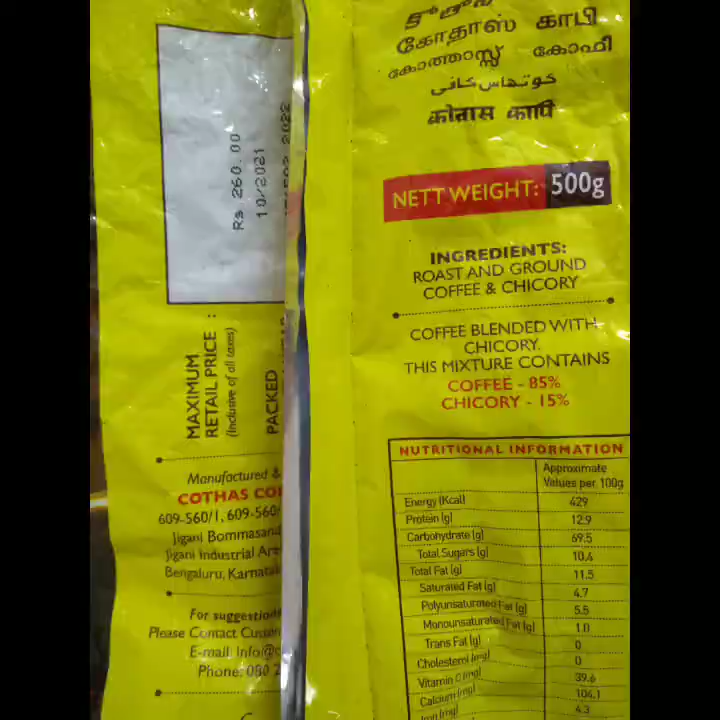 Rs 260.00
10/2021
2022
MAXIMUM
RETAIL PRICE :
(Inclusive of all taxes)
PACKED
Manufactured &
COTHAS CO
609-560/1, 609-560
Jigani Bommasand
Jigani Industrial Are
Bengaluru, Karnatak
For suggestion
Please Contact Custom
E-mail: info@c
Phone: 080 2
கோதாஸ் காபி
കോത്താസ്സ് കോഫീ
كوتهاس كافى
कोतास कापि
NETT WEIGHT: 500g
INGREDIENTS:
ROAST AND GROUND
COFFEE & CHICORY
COFFEE BLENDED WITH
CHICORY.
THIS MIXTURE CONTAINS
COFFEE - 85%
CHICORY - 15%
NUTRITIONAL INFORMATION
Approximate
Values per 100g
Energy (Kcal) 429
Protein (g) 12.9
Carbohydrate (g) 69.5
Total Sugars (g) 10.4
Total Fat (g) 11.5
Saturated Fat (g) 4.7
Polyunsaturated Fat (g) 5.5
Monounsaturated Fat (g) 1.0
Trans Fat (g) 0
Cholesterol (mg) 0
Vitamin C (mg) 39.6
Calcium (mg) 104.1
Iron (mg) 4.3